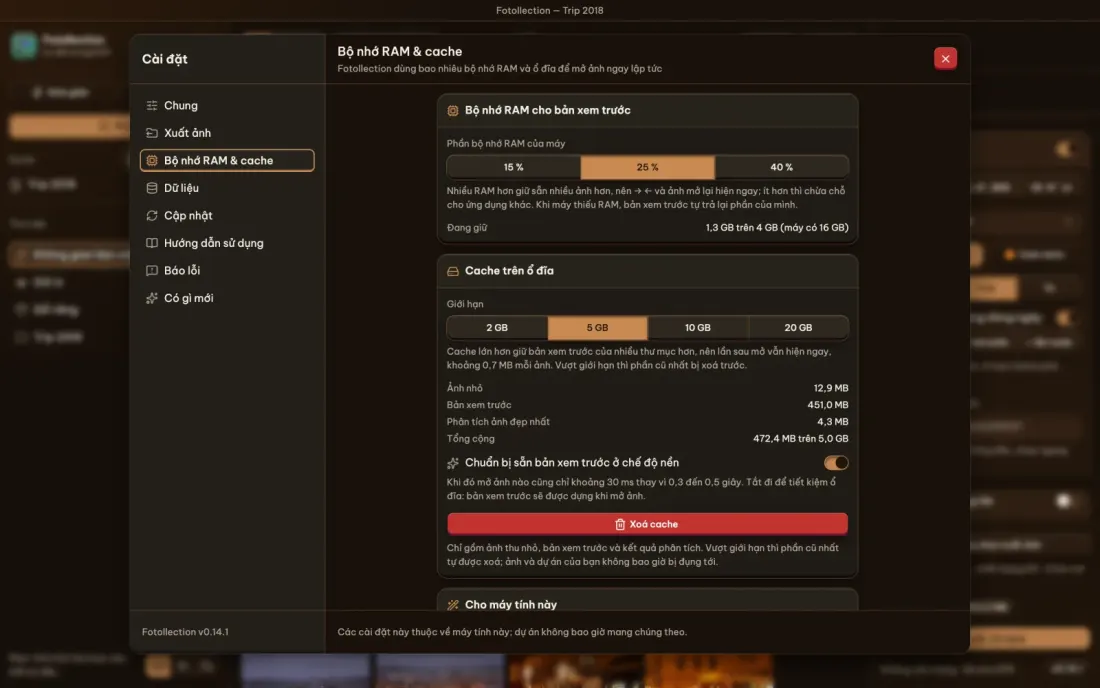 Fotollection — Trip 2018
Cài đặt
Chung
Xuất ảnh
Bộ nhớ RAM & cache
Dữ liệu
Cập nhật
Hướng dẫn sử dụng
Báo lỗi
Có gì mới
Fotollection v0.14.1
Bộ nhớ RAM & cache
Fotollection dùng bao nhiêu bộ nhớ RAM và ổ đĩa để mở ảnh ngay lập tức
Bộ nhớ RAM cho bản xem trước
Phần bộ nhớ RAM của máy
15 % 25 % 40 %
Nhiều RAM hơn giữ sẵn nhiều ảnh hơn, nên → ← và ảnh mở lại hiện ngay; ít hơn thì chừa chỗ
cho ứng dụng khác. Khi máy thiếu RAM, bản xem trước tự trả lại phần của mình.
Đang giữ 1,3 GB trên 4 GB (máy có 16 GB)
Cache trên ổ đĩa
Giới hạn
2 GB 5 GB 10 GB 20 GB
Cache lớn hơn giữ bản xem trước của nhiều thư mục hơn, nên lần sau mở vẫn hiện ngay,
khoảng 0,7 MB mỗi ảnh. Vượt giới hạn thì phần cũ nhất bị xoá trước.
Ảnh nhỏ 12,9 MB
Bản xem trước 451,0 MB
Phân tích ảnh đẹp nhất 4,3 MB
Tổng cộng 472,4 MB trên 5,0 GB
Chuẩn bị sẵn bản xem trước ở chế độ nền
Khi đó mở ảnh nào cũng chỉ khoảng 30 ms thay vì 0,3 đến 0,5 giây. Tắt đi để tiết kiệm ổ
đĩa: bản xem trước sẽ được dựng khi mở ảnh.
Xoá cache
Chỉ gồm ảnh thu nhỏ, bản xem trước và kết quả phân tích. Vượt giới hạn thì phần cũ nhất
tự được xoá; ảnh và dự án của bạn không bao giờ bị đụng tới.
Cho máy tính này
Các cài đặt này thuộc về máy tính này; dự án không bao giờ mang chúng theo.